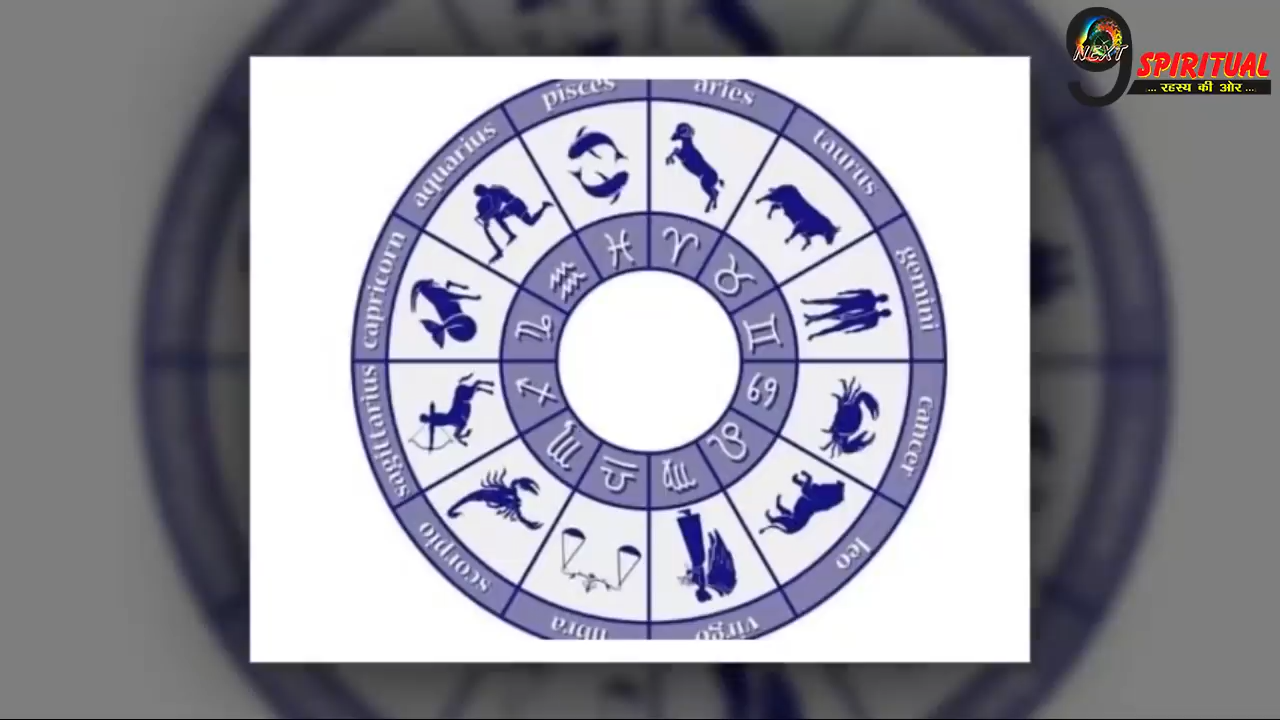 9
NEXT
SPIRITUAL
... रहस्य की ओर ...
pisces
aries
taurus
gemini
cancer
leo
virgo
libra
scorpio
sagittarius
capricorn
aquarius